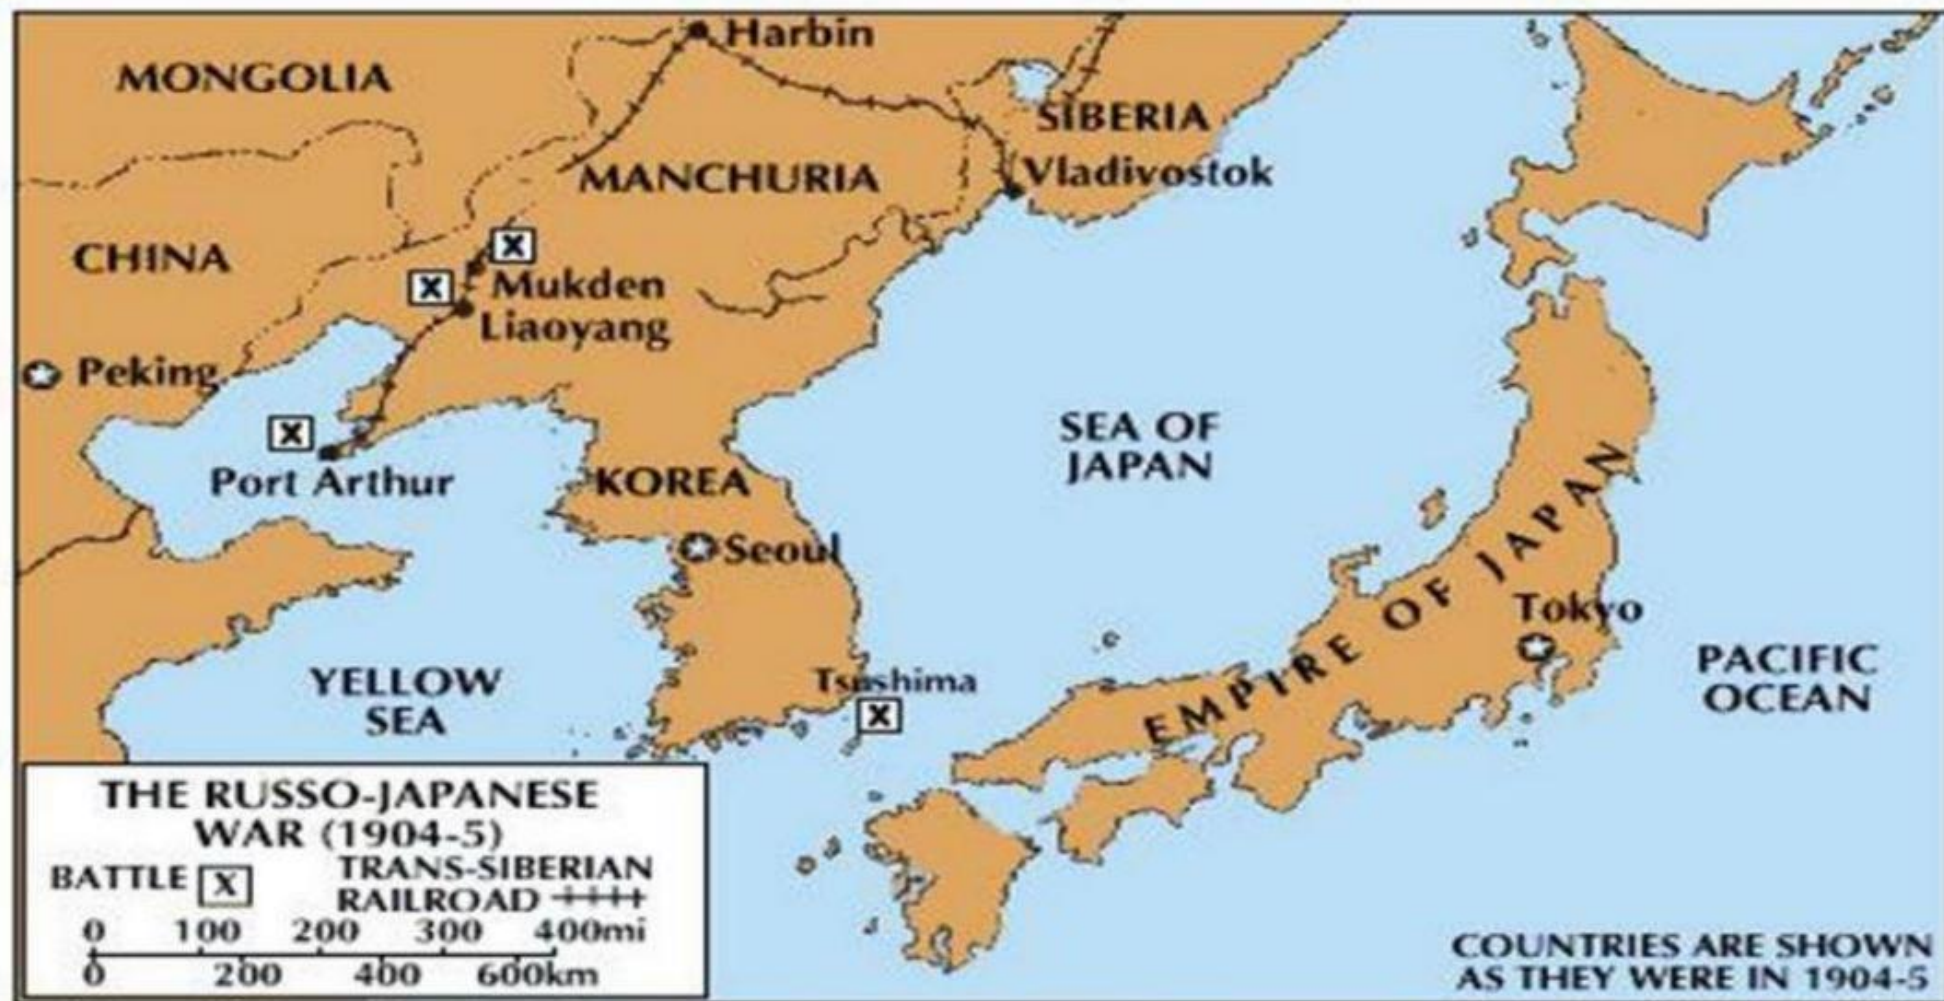 Harbin
MONGOLIA
SIBERIA
MANCHURIA
Vladivostok
CHINA
X
X
Mukden
Liaoyang
Peking
X
Port Arthur
KOREA
SEA OF
JAPAN
Seoul
EMPIRE OF JAPAN
Tokyo
YELLOW
SEA
Tsushima
X
PACIFIC
OCEAN
THE RUSSO-JAPANESE
WAR (1904-5)
BATTLE X
TRANS-SIBERIAN
RAILROAD
0 100 200 300 400mi
0 200 400 600km
COUNTRIES ARE SHOWN
AS THEY WERE IN 1904-5